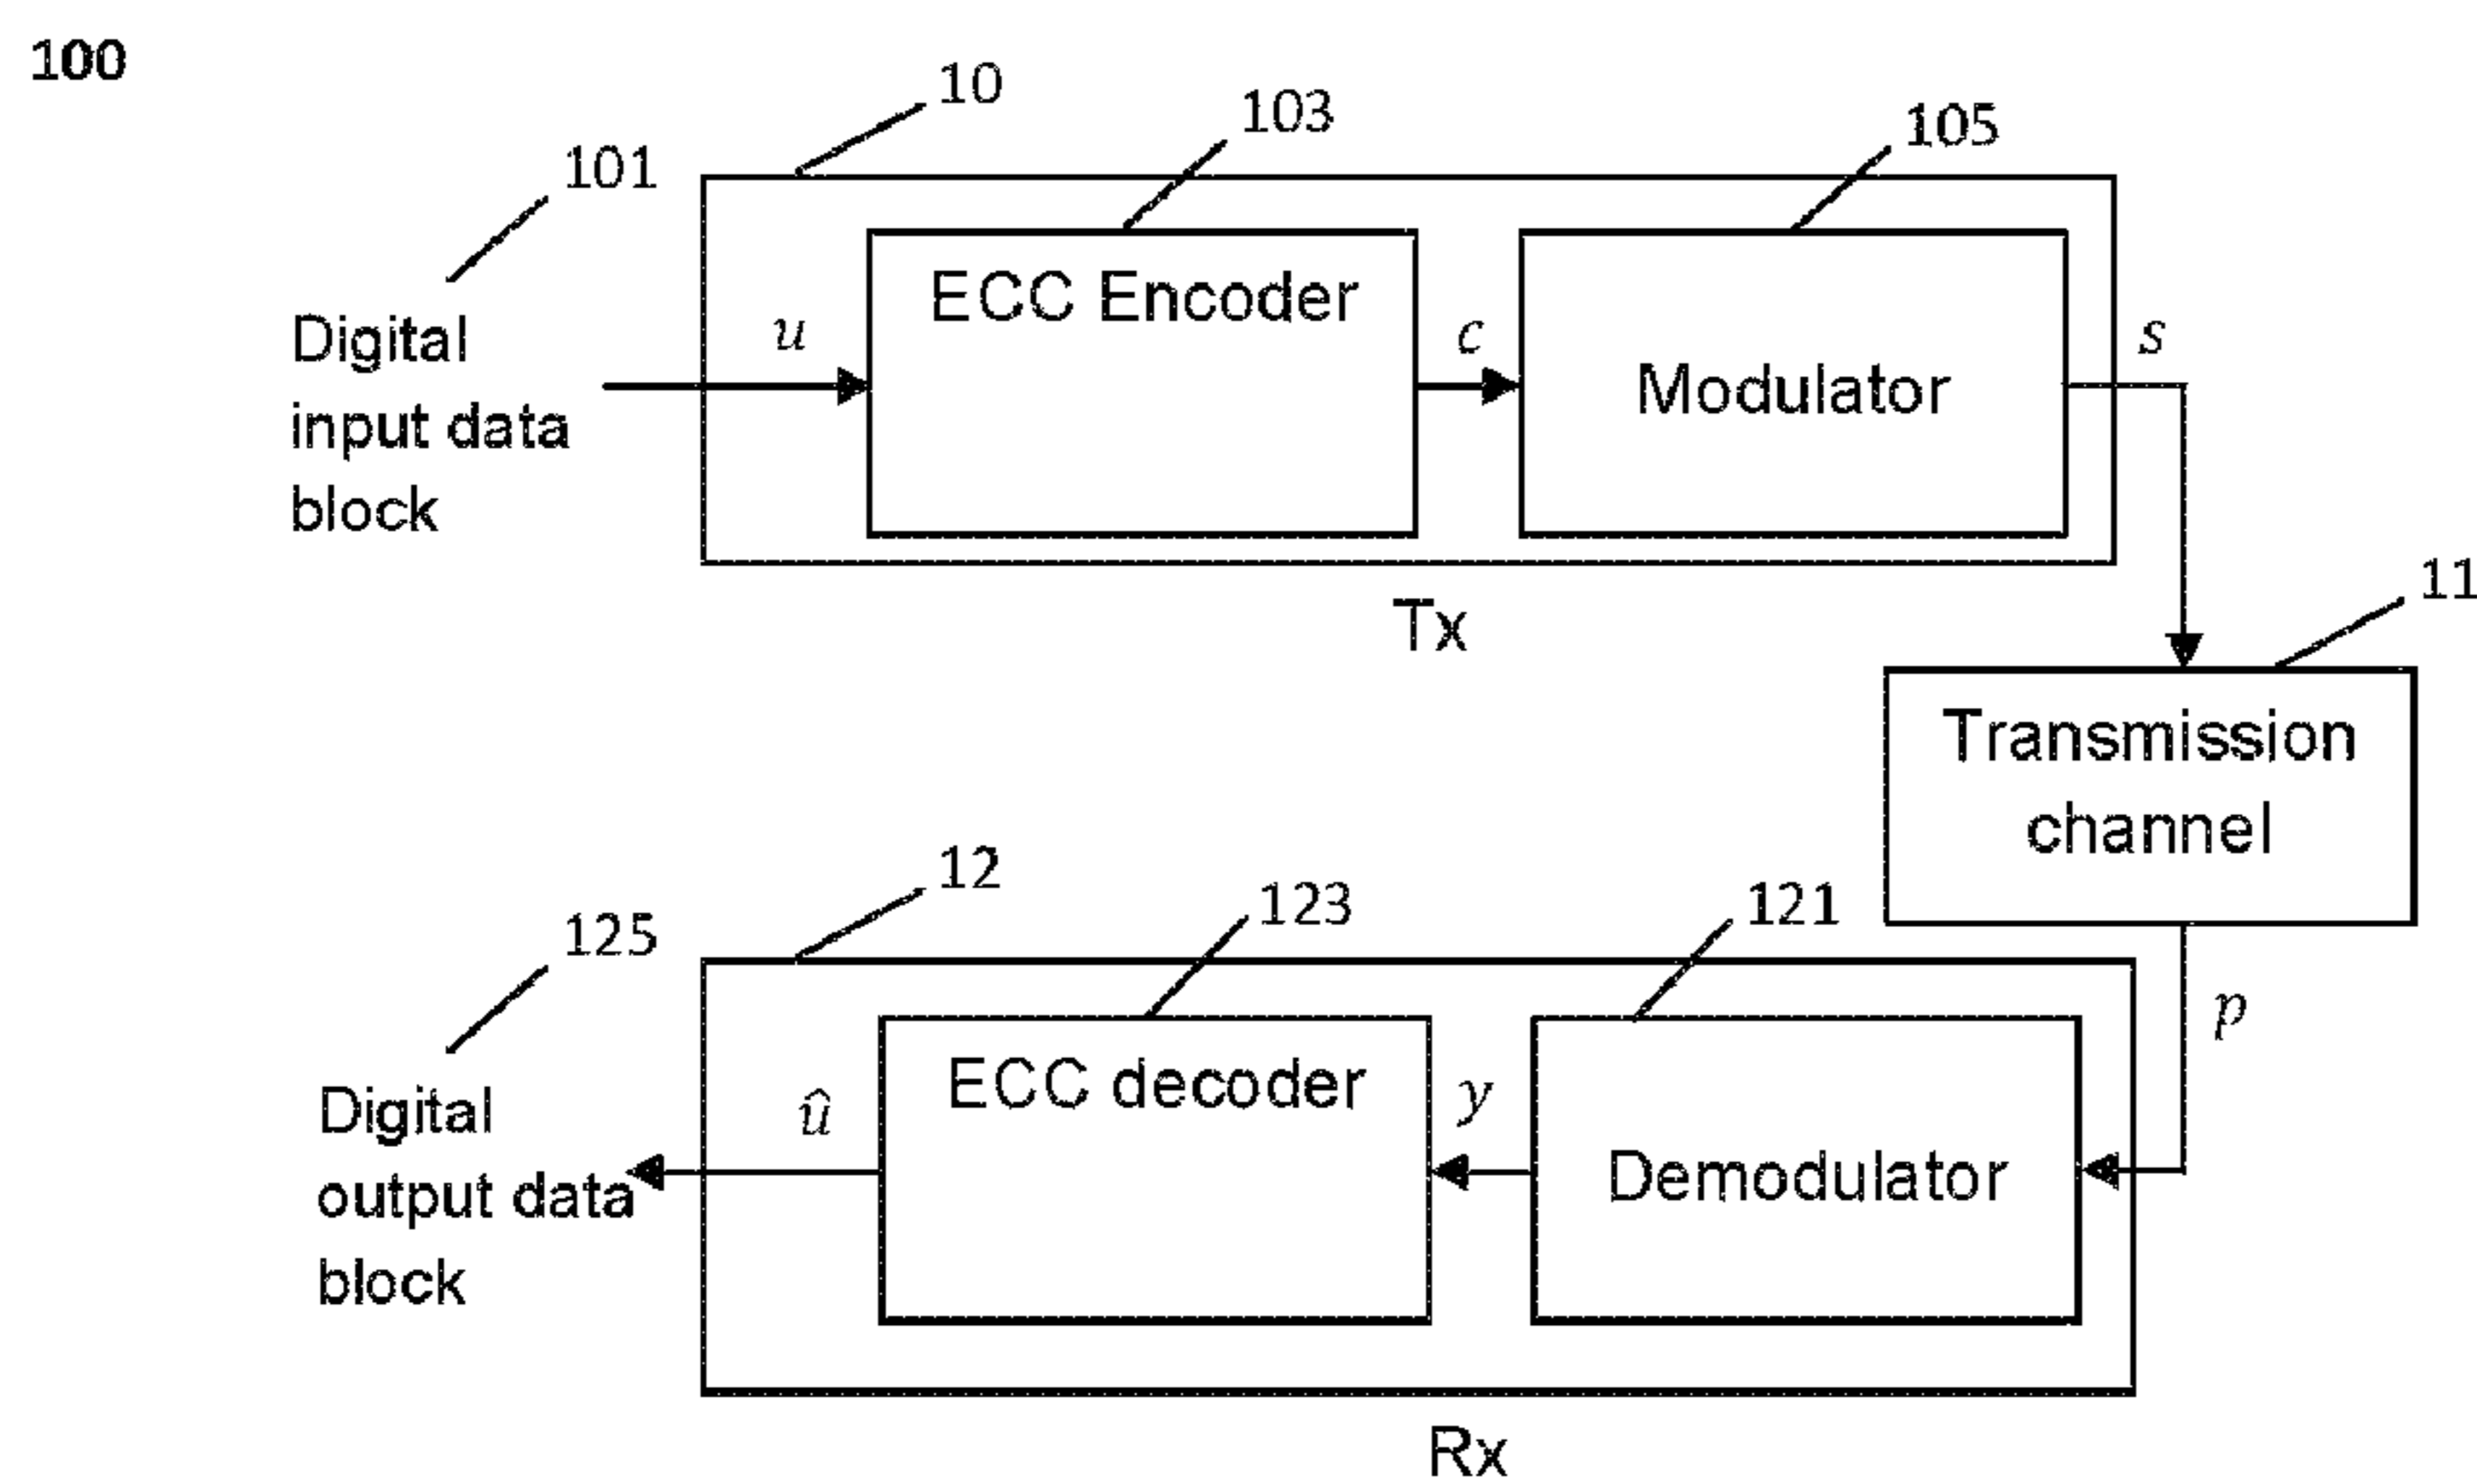 100
10
103
105
101
ECC Encoder
u
c
s
Digital
input data
block
Modulator
Tx
11
Transmission
channel
12
123
121
125
p
ECC decoder
û
y
Digital
output data
block
Demodulator
Rx